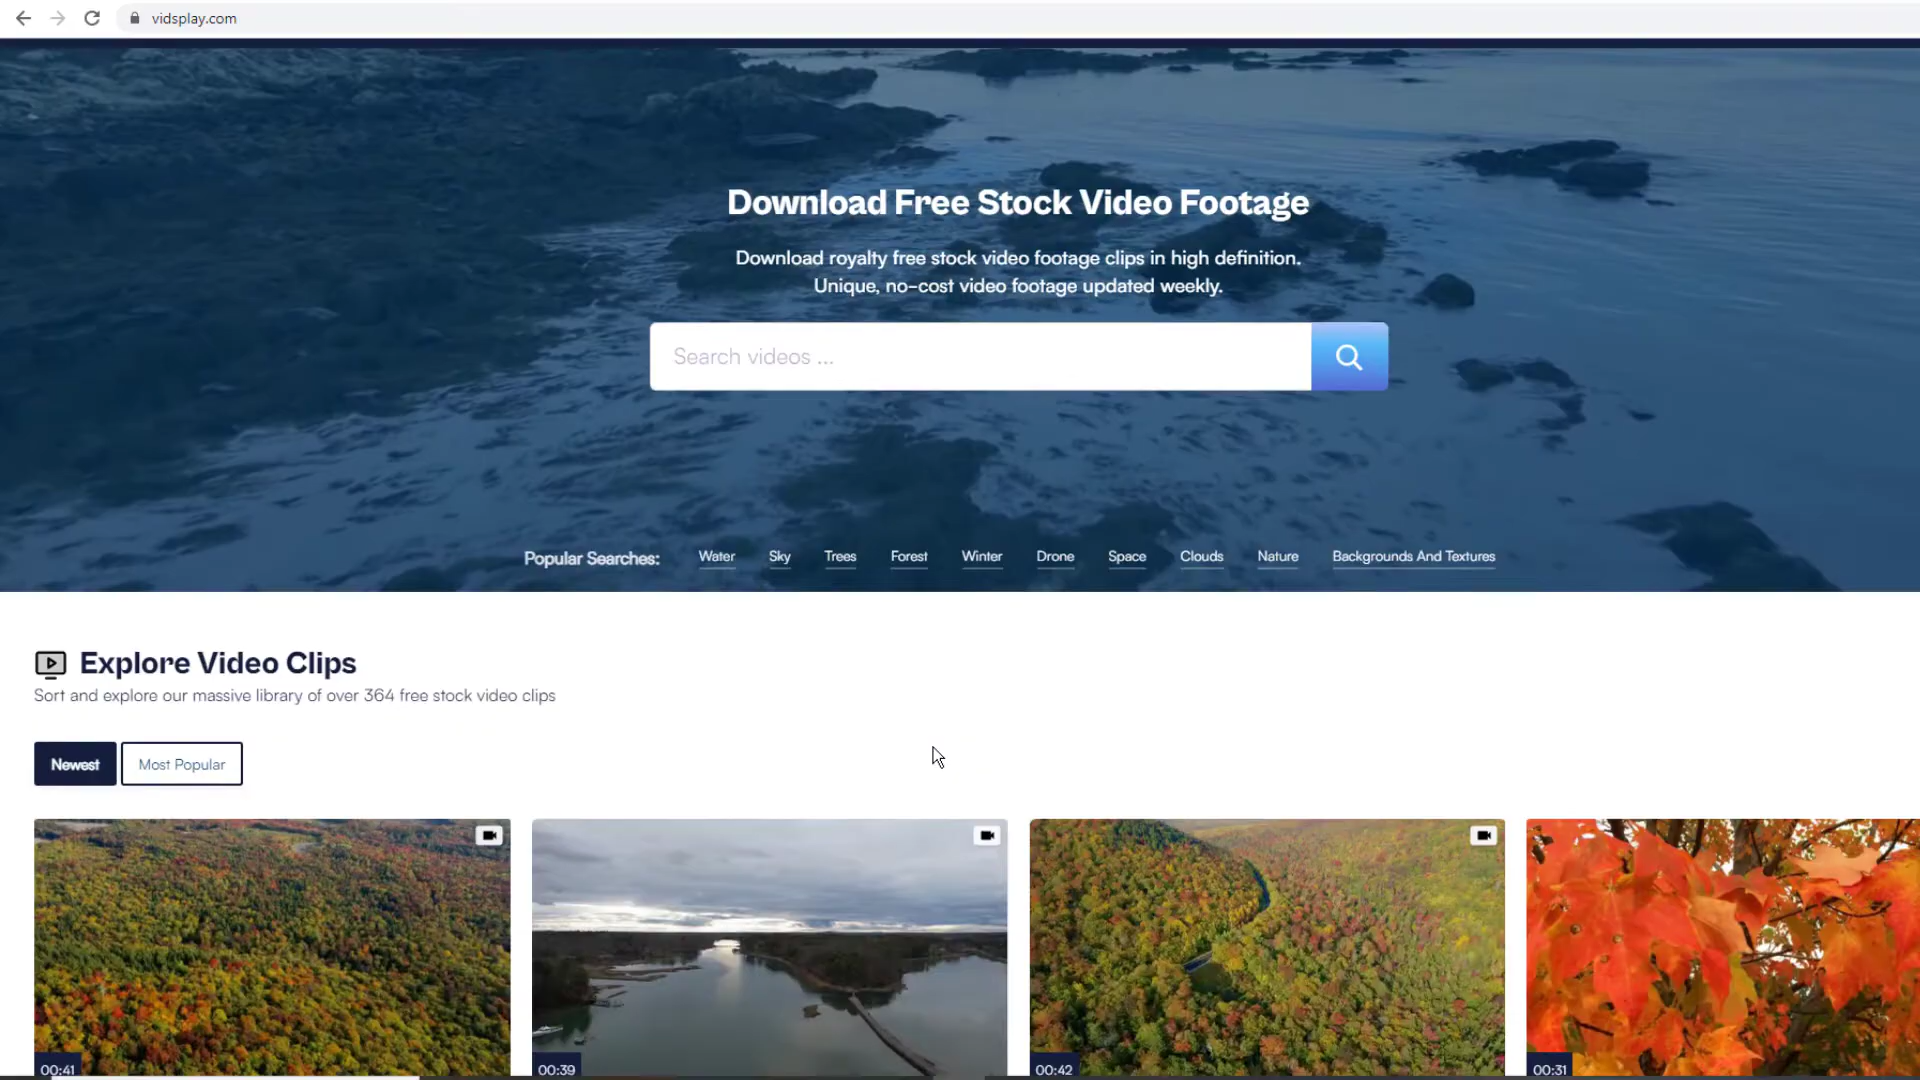 vidsplay.com
Download Free Stock Video Footage
Download royalty free stock video footage clips in high definition.
Unique, no-cost video footage updated weekly.
Search videos ...
Popular Searches: Water Sky Trees Forest Winter Drone Space Clouds Nature Backgrounds And Textures
Explore Video Clips
Sort and explore our massive library of over 364 free stock video clips
Newest Most Popular
00:41 00:39 00:42 00:31